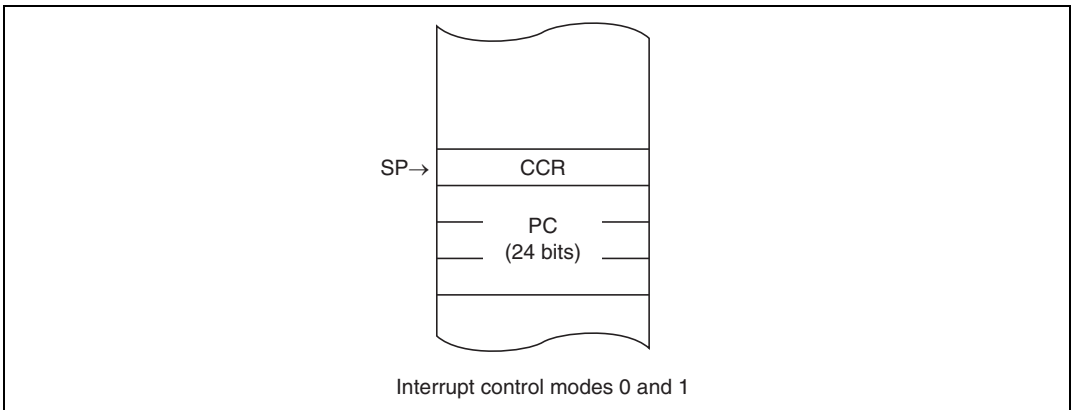 SP→ CCR
PC
(24 bits)
Interrupt control modes 0 and 1